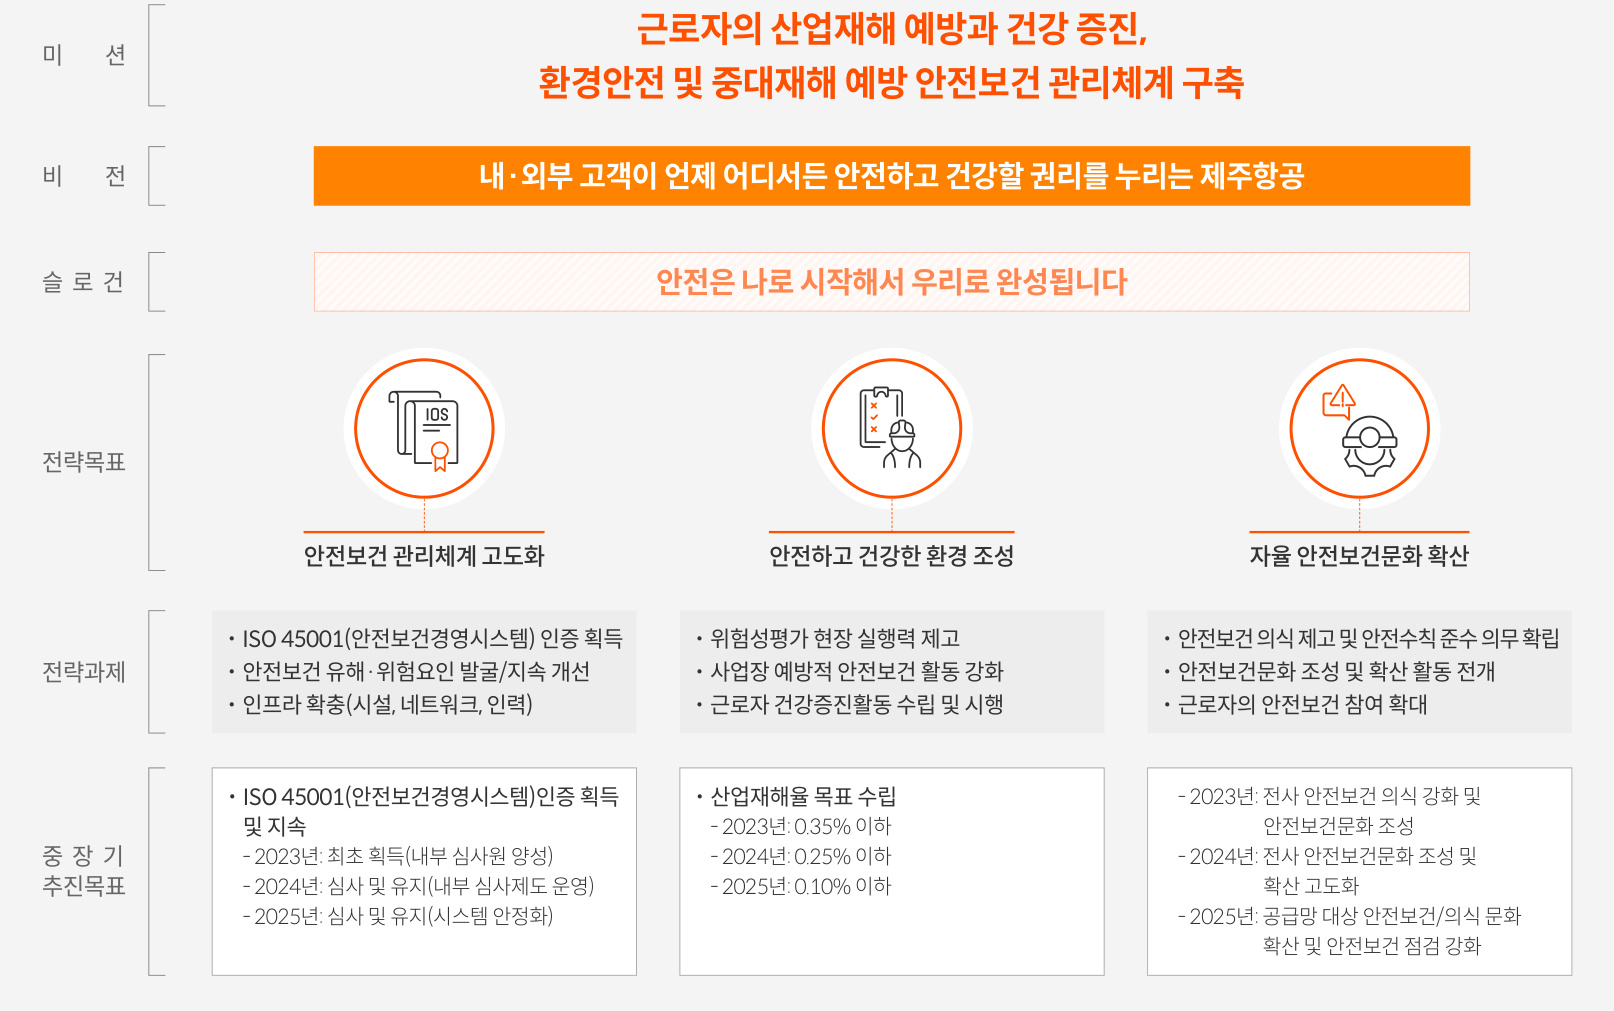 미 션
근로자의 산업재해 예방과 건강 증진,
환경안전 및 중대재해 예방 안전보건 관리체계 구축
비 전
내·외부 고객이 언제 어디서든 안전하고 건강할 권리를 누리는 제주항공
슬 로 건
안전은 나로 시작해서 우리로 완성됩니다
전략목표
IOS
안전보건 관리체계 고도화
안전하고 건강한 환경 조성
자율 안전보건문화 확산
전략과제
· ISO 45001(안전보건경영시스템) 인증 획득
· 안전보건 유해·위험요인 발굴/지속 개선
· 인프라 확충(시설, 네트워크, 인력)
· 위험성평가 현장 실행력 제고
· 사업장 예방적 안전보건 활동 강화
· 근로자 건강증진활동 수립 및 시행
· 안전보건 의식 제고 및 안전수칙 준수 의무 확립
· 안전보건문화 조성 및 확산 활동 전개
· 근로자의 안전보건 참여 확대
중 장 기
추진목표
· ISO 45001(안전보건경영시스템)인증 획득
및 지속
- 2023년: 최초 획득(내부 심사원 양성)
- 2024년: 심사 및 유지(내부 심사제도 운영)
- 2025년: 심사 및 유지(시스템 안정화)
· 산업재해율 목표 수립
- 2023년: 0.35% 이하
- 2024년: 0.25% 이하
- 2025년: 0.10% 이하
- 2023년: 전사 안전보건 의식 강화 및
안전보건문화 조성
- 2024년: 전사 안전보건문화 조성 및
확산 고도화
- 2025년: 공급망 대상 안전보건/의식 문화
확산 및 안전보건 점검 강화